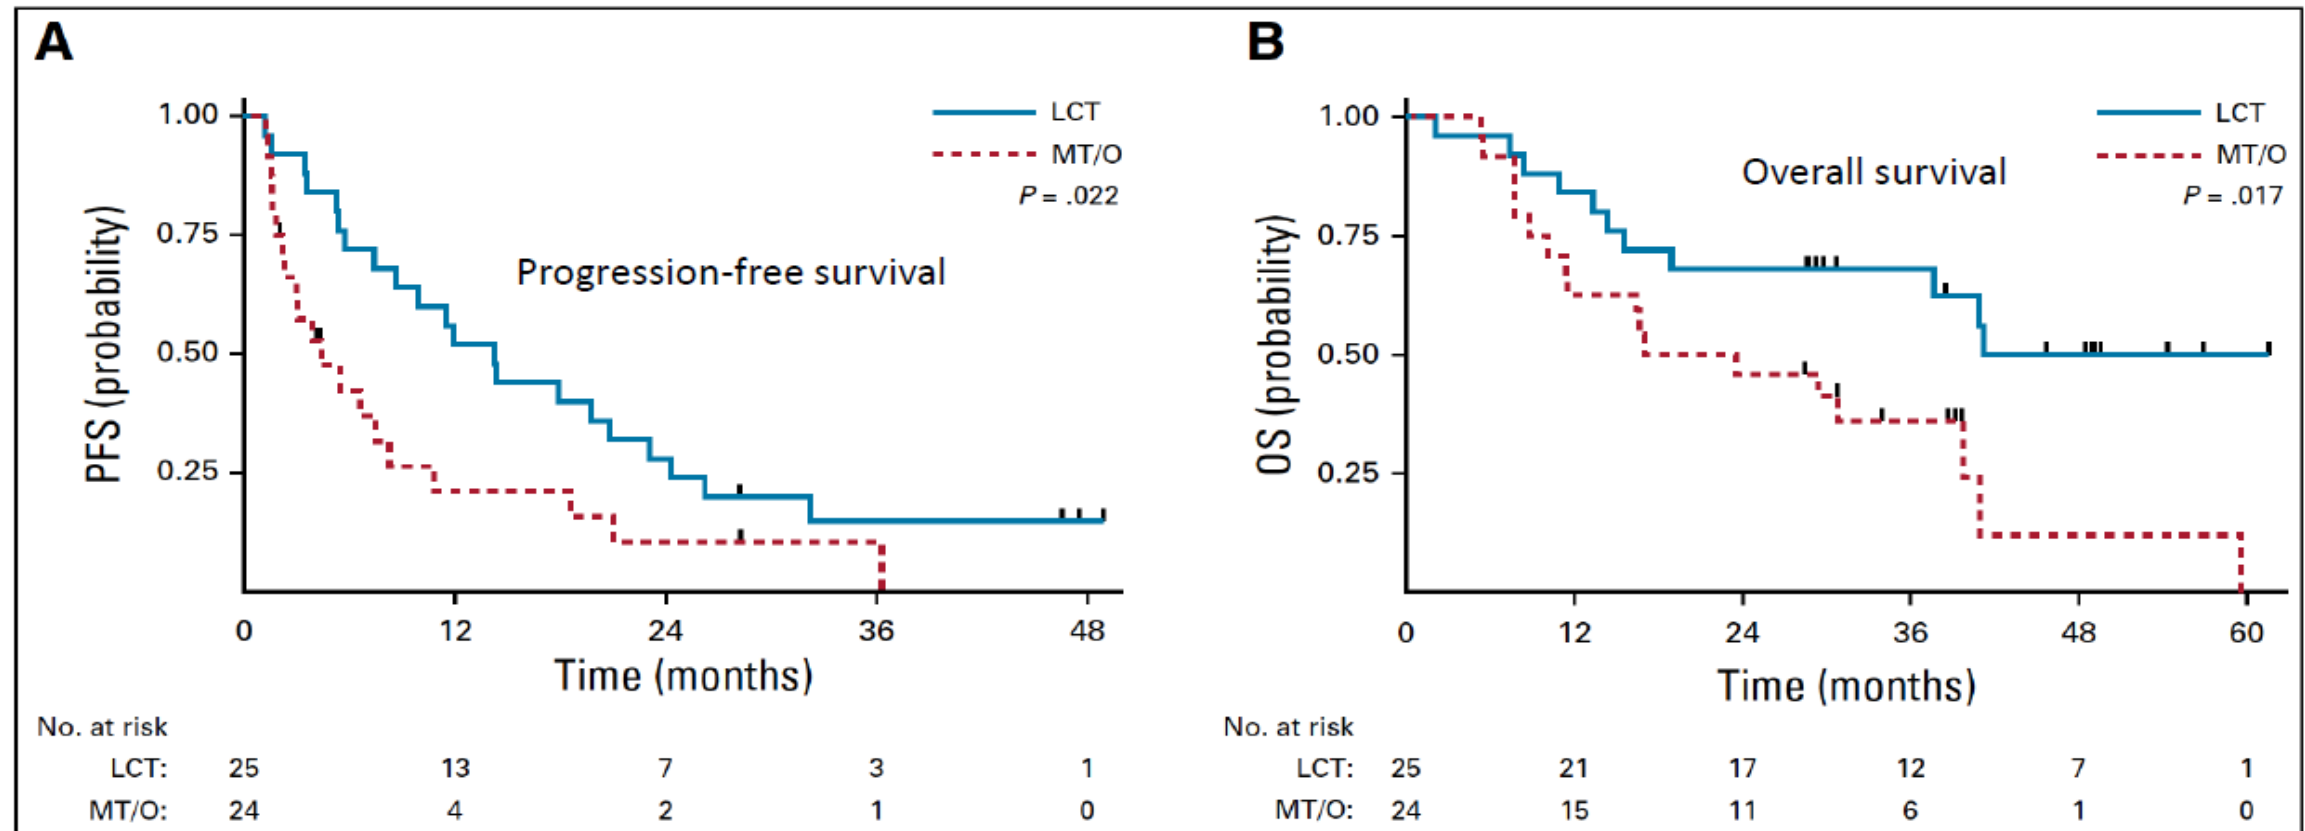 A
1.00
0.75
0.50
0.25
PFS (probability)
LCT
MT/O
P = .022
Progression-free survival
0 12 24 36 48
Time (months)
No. at risk
LCT: 25 13 7 3 1
MT/O: 24 4 2 1 0
B
1.00
0.75
0.50
0.25
OS (probability)
LCT
MT/O
P = .017
Overall survival
0 12 24 36 48 60
Time (months)
No. at risk
LCT: 25 21 17 12 7 1
MT/O: 24 15 11 6 1 0